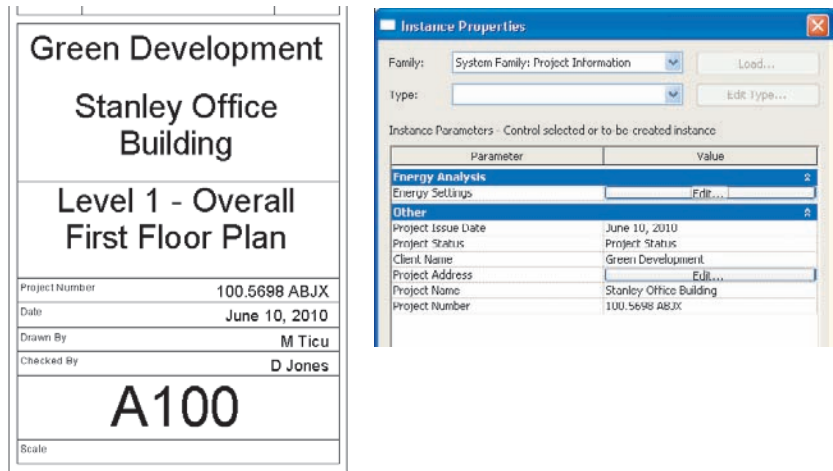 Green Development
Stanley Office
Building
Level 1 - Overall
First Floor Plan
Project Number 100.5698 ABJX
Date June 10, 2010
Drawn By M Ticu
Checked By D Jones
A100
Scale
Instance Properties
Family: System Family: Project Information Load...
Type: Edit Type...
Instance Parameters - Control selected or to-be-created instance
Parameter Value
Energy Analysis
Energy Settings Edit...
Other
Project Issue Date June 10, 2010
Project Status Project Status
Client Name Green Development
Project Address Edit...
Project Name Stanley Office Building
Project Number 100.5698 ABJX